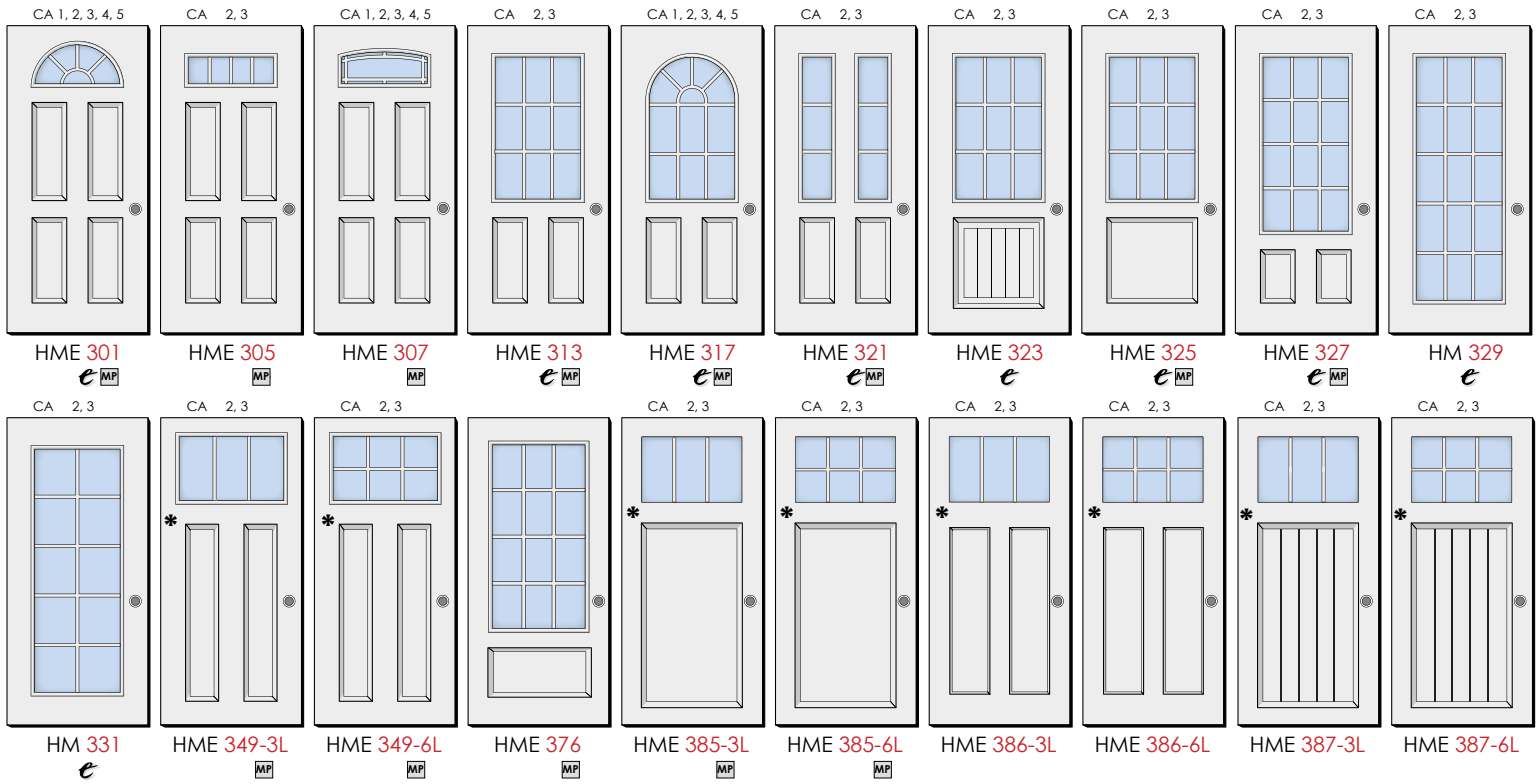 CA 1, 2, 3, 4, 5
CA 2, 3
CA 1, 2, 3, 4, 5
CA 2, 3
CA 1, 2, 3, 4, 5
CA 2, 3
CA 2, 3
CA 2, 3
CA 2, 3
CA 2, 3
HME 301
HME 305
HME 307
HME 313
HME 317
HME 321
HME 323
HME 325
HME 327
HM 329
e MP
MP
MP
e MP
e MP
e MP
e
e MP
e MP
e
CA 2, 3
CA 2, 3
CA 2, 3
CA 2, 3
CA 2, 3
CA 2, 3
CA 2, 3
CA 2, 3
CA 2, 3
*
*
*
*
*
*
*
*
HM 331
HME 349-3L
HME 349-6L
HME 376
HME 385-3L
HME 385-6L
HME 386-3L
HME 386-6L
HME 387-3L
HME 387-6L
e
MP
MP
MP
MP
MP